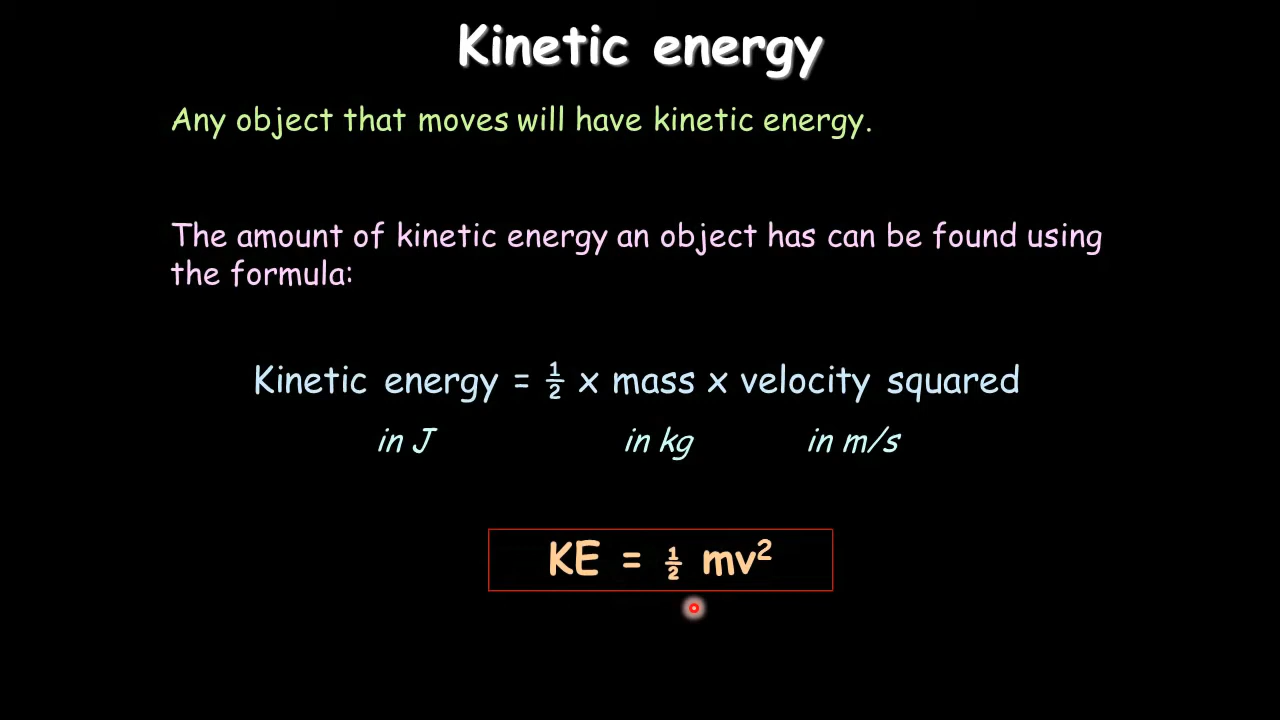 Kinetic energy
Any object that moves will have kinetic energy.
The amount of kinetic energy an object has can be found using
the formula:
Kinetic energy = ½ x mass x velocity squared
in J in kg in m/s
KE = ½ mv²